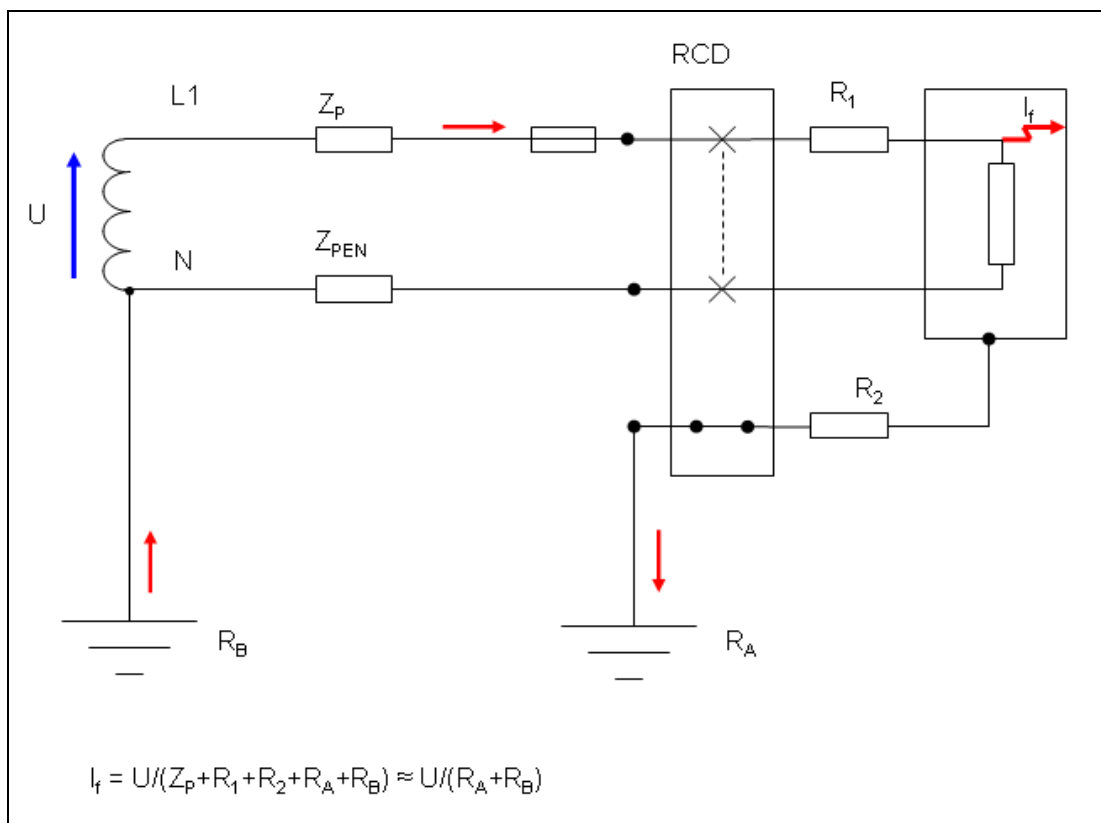 RCD
L1
Z_P
R_1
I_f
U
N
Z_PEN
R_2
R_B
R_A
I_f = U/(Z_P+R_1+R_2+R_A+R_B) ≈ U/(R_A+R_B)